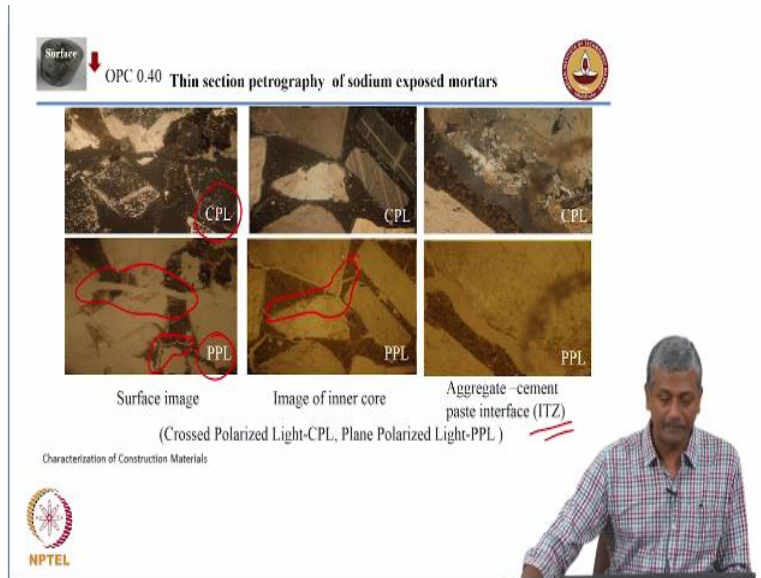 Surface
OPC 0.40 Thin section petrography of sodium exposed mortars
CPL CPL CPL
PPL PPL PPL
Surface image Image of inner core Aggregate –cement
paste interface (ITZ)
(Crossed Polarized Light-CPL, Plane Polarized Light-PPL )
Characterization of Construction Materials
NPTEL